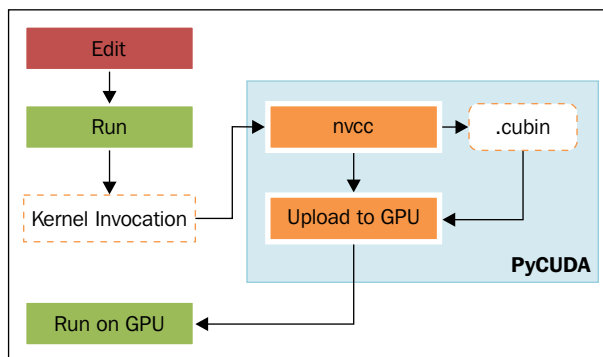 Edit
Run
Kernel Invocation
nvcc
.cubin
Upload to GPU
PyCUDA
Run on GPU